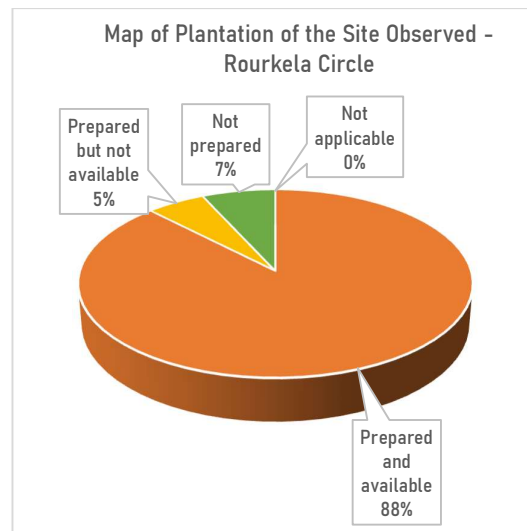 Map of Plantation of the Site Observed -
Rourkela Circle
Prepared
but not
available
5%
Not
prepared
7%
Not
applicable
0%
Prepared
and
available
88%